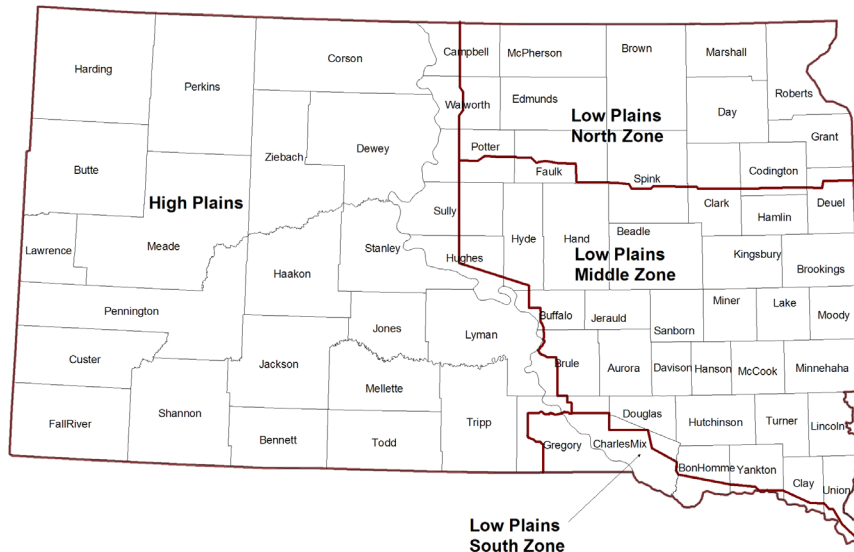 Harding
Perkins
Corson
Campbell
McPherson
Brown
Marshall
Roberts
Walworth
Edmunds
Day
Low Plains
North Zone
Grant
Butte
Ziebach
Dewey
Potter
Faulk
Spink
Codington
High Plains
Sully
Clark
Deuel
Hamlin
Lawrence
Meade
Stanley
Hyde
Hand
Beadle
Low Plains
Middle Zone
Kingsbury
Hughes
Brookings
Haakon
Pennington
Buffalo
Jerauld
Miner
Lake
Moody
Jones
Lyman
Sanborn
Custer
Jackson
Brule
Aurora
Davison
Hanson
McCook
Minnehaha
Mellette
FallRiver
Shannon
Tripp
Douglas
Hutchinson
Turner
Lincoln
Bennett
Todd
Gregory
CharlesMix
BonHomme
Yankton
Clay
Union
Low Plains
South Zone